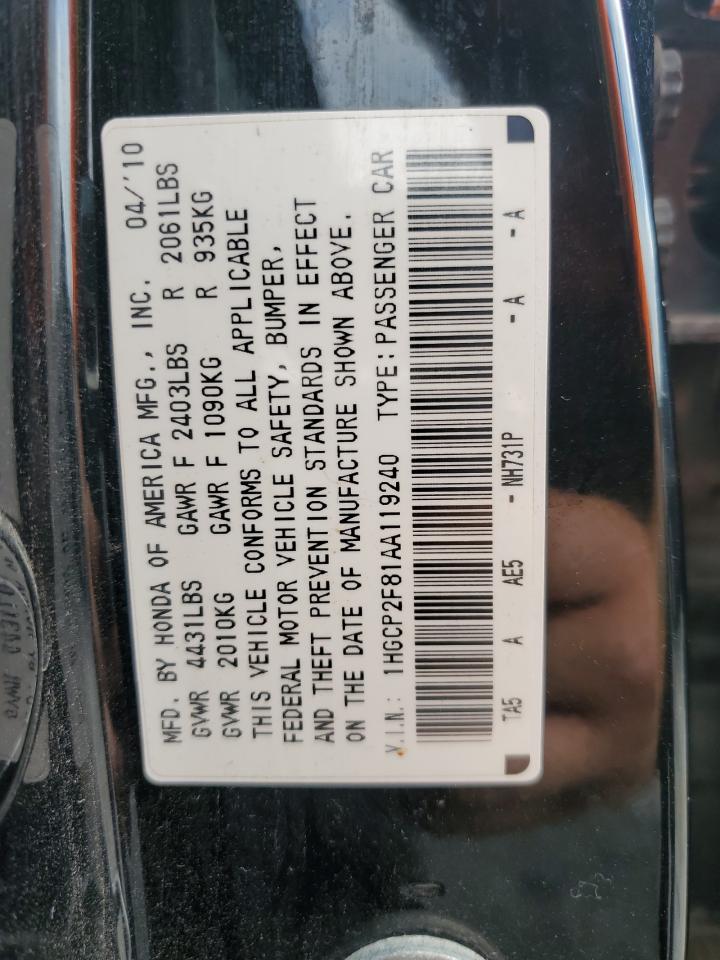 MFD. BY HONDA OF AMERICA MFG., INC. 04/'10
GVWR 4431LBS GAWR F 2403LBS R 2061LBS
GVWR 2010KG GAWR F 1090KG R 935KG
THIS VEHICLE CONFORMS TO ALL APPLICABLE
FEDERAL MOTOR VEHICLE SAFETY, BUMPER,
AND THEFT PREVENTION STANDARDS IN EFFECT
ON THE DATE OF MANUFACTURE SHOWN ABOVE.
V.I.N.: 1HGCP2F81AA119240 TYPE: PASSENGER CAR
TA5 A AE5 - NH731P - A - A